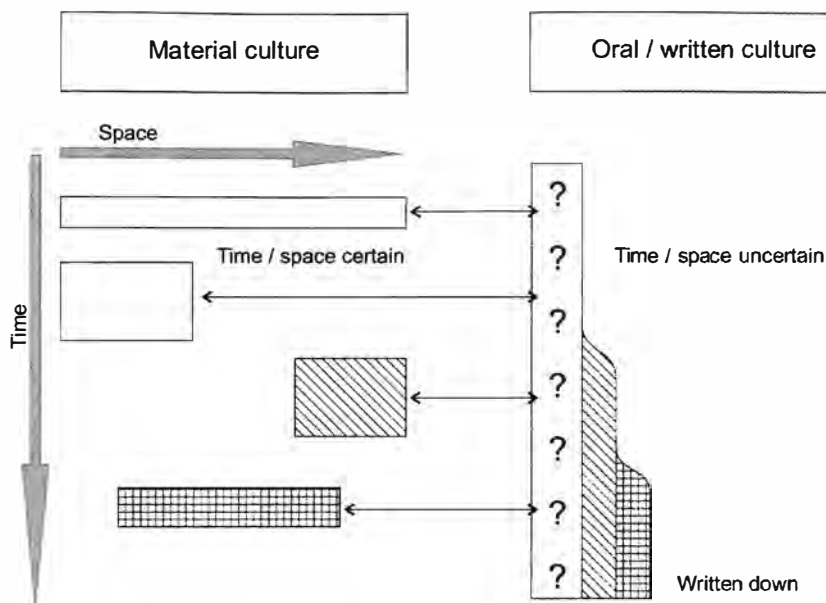 Material culture
Oral / written culture
Space
Time
?
Time / space certain
?
Time / space uncertain
?
?
?
?
?
Written down